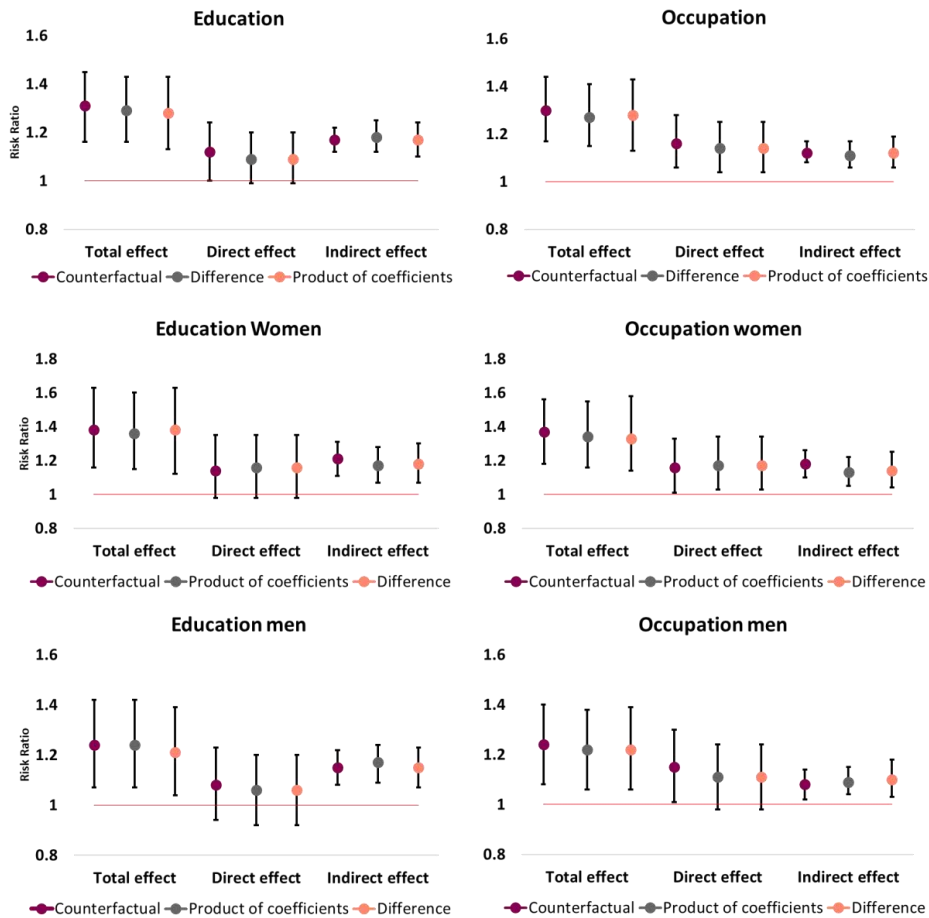 Education
1.6
1.4
1.2
1
0.8
Risk Ratio
Total effect Direct effect Indirect effect
Counterfactual Difference Product of coefficients
Occupation
1.6
1.4
1.2
1
0.8
Total effect Direct effect Indirect effect
Counterfactual Difference Product of coefficients
Education Women
1.8
1.6
1.4
1.2
1
0.8
Risk Ratio
Total effect Direct effect Indirect effect
Counterfactual Product of coefficients Difference
Occupation women
1.8
1.6
1.4
1.2
1
0.8
Total effect Direct effect Indirect effect
Counterfactual Product of coefficients Difference
Education men
1.6
1.4
1.2
1
0.8
Risk Ratio
Total effect Direct effect Indirect effect
Counterfactual Product of coefficients Difference
Occupation men
1.6
1.4
1.2
1
0.8
Total effect Direct effect Indirect effect
Counterfactual Product of coefficients Difference